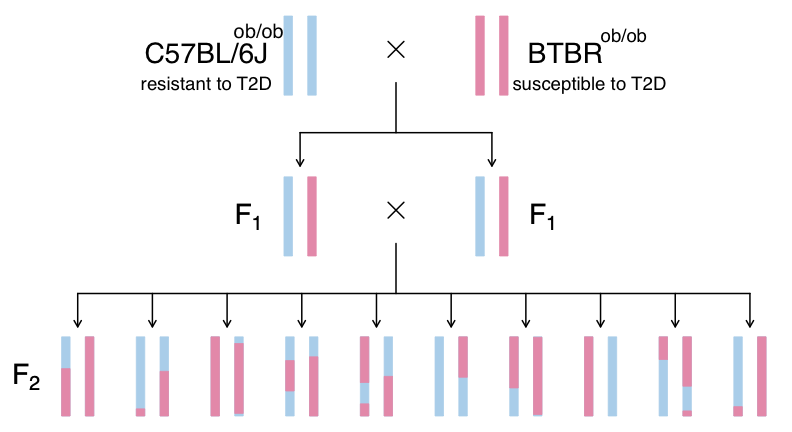 C57BL/6J ob/ob × BTBR ob/ob
resistant to T2D susceptible to T2D
F1 × F1
F2